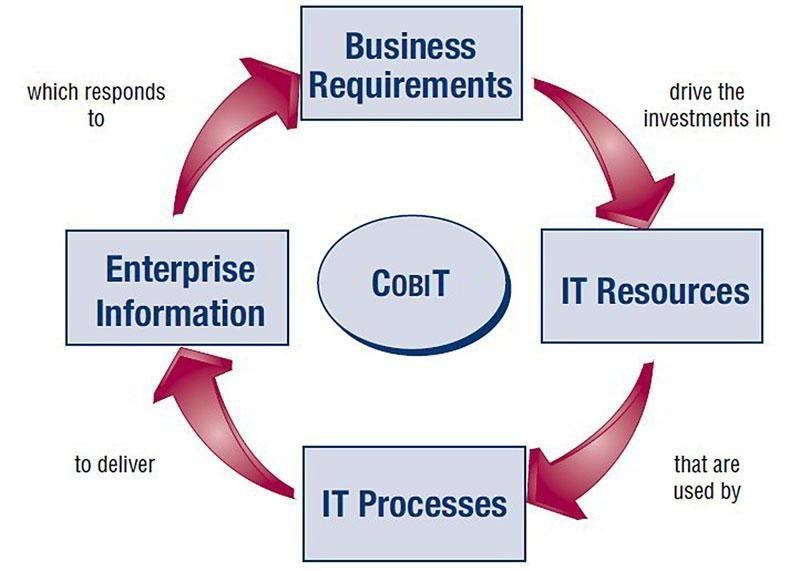 Business
Requirements
drive the
investments in
IT Resources
that are
used by
IT Processes
to deliver
Enterprise
Information
which responds
to
COBIT